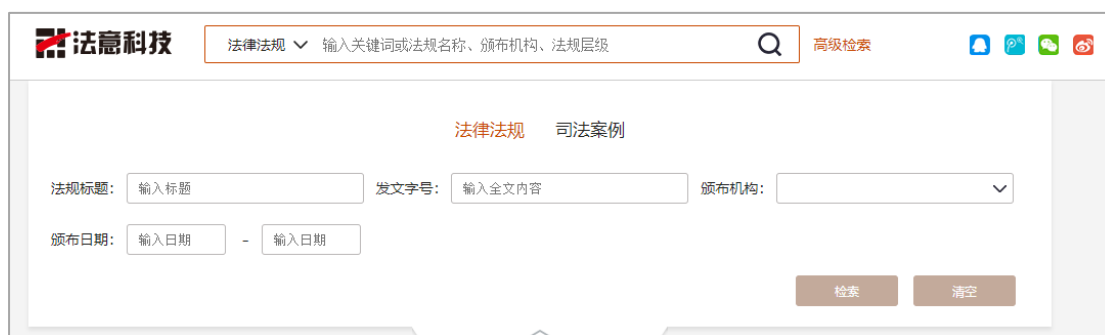 法意科技 法律法规 输入关键词或法规名称、颁布机构、法规层级 高级检索
法律法规 司法案例
法规标题： 输入标题 发文字号： 输入全文内容 颁布机构：
颁布日期： 输入日期 - 输入日期
检索 清空